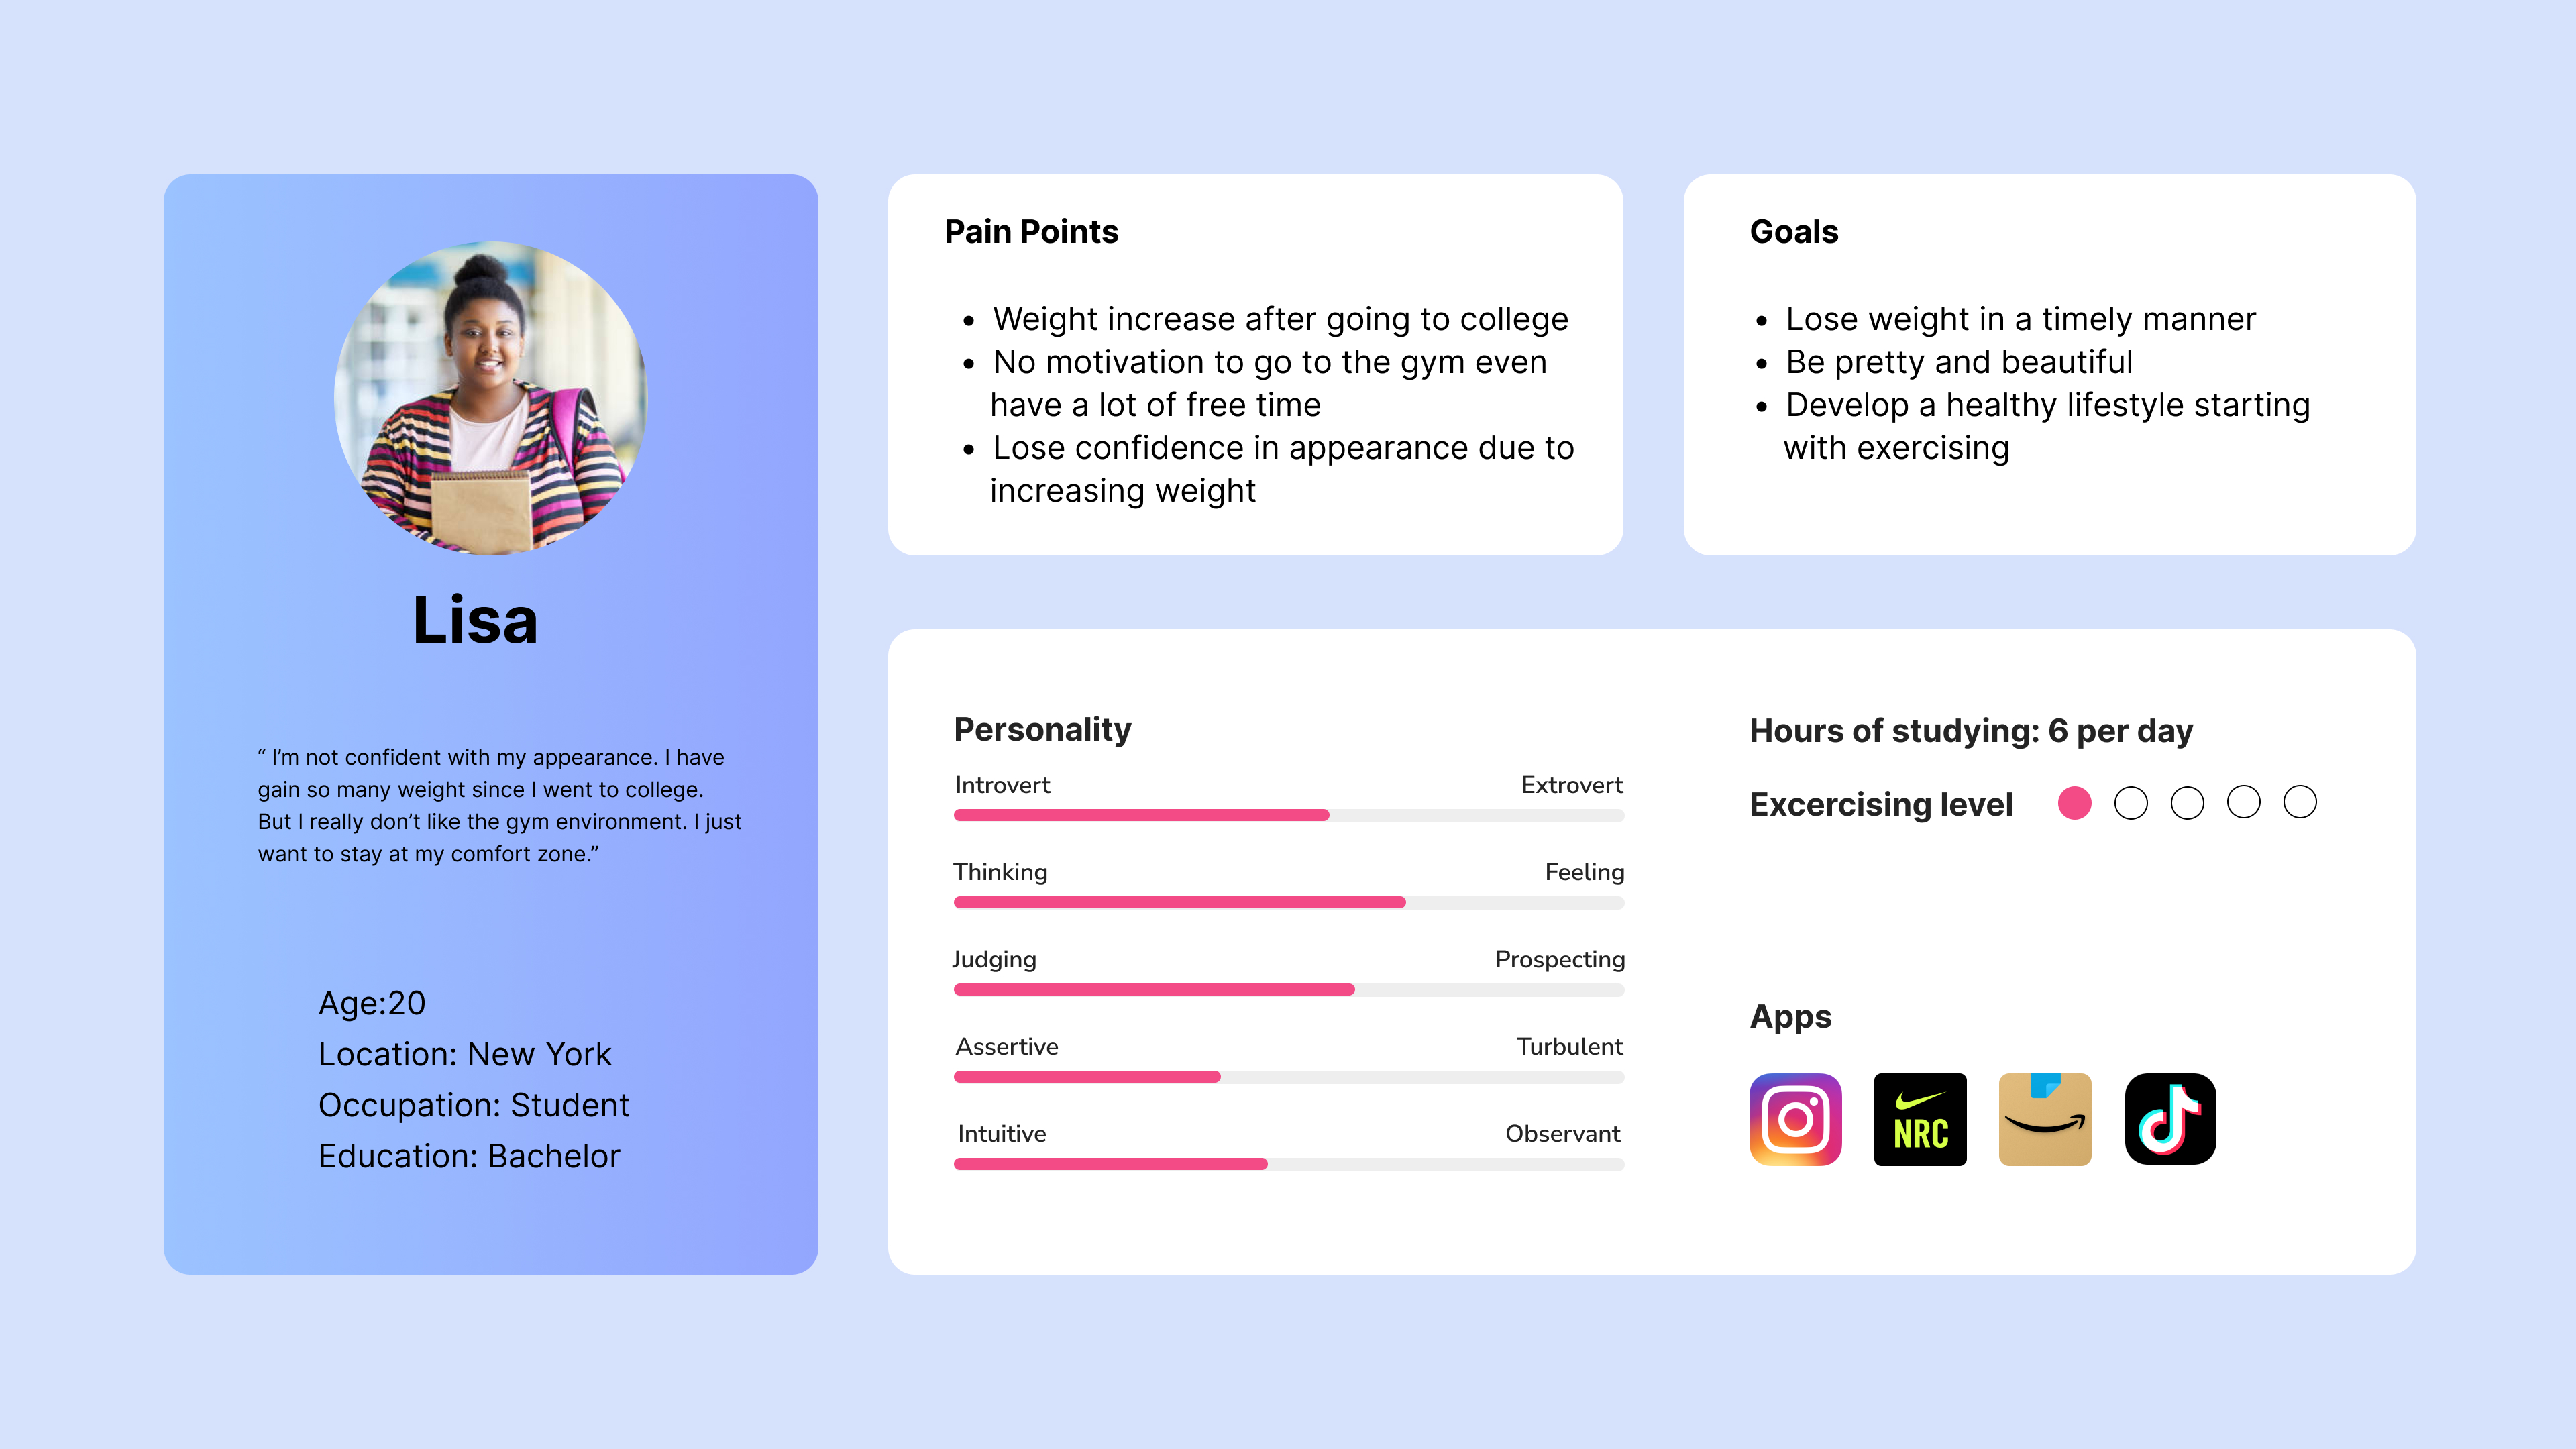 Lisa
“ I’m not confident with my appearance. I have
gain so many weight since I went to college.
But I really don’t like the gym environment. I just
want to stay at my comfort zone.”
Age:20
Location: New York
Occupation: Student
Education: Bachelor
Pain Points
• Weight increase after going to college
• No motivation to go to the gym even
have a lot of free time
• Lose confidence in appearance due to
increasing weight
Goals
• Lose weight in a timely manner
• Be pretty and beautiful
• Develop a healthy lifestyle starting
with exercising
Personality
Introvert Extrovert
Thinking Feeling
Judging Prospecting
Assertive Turbulent
Intuitive Observant
Hours of studying: 6 per day
Excercising level
Apps
NRC